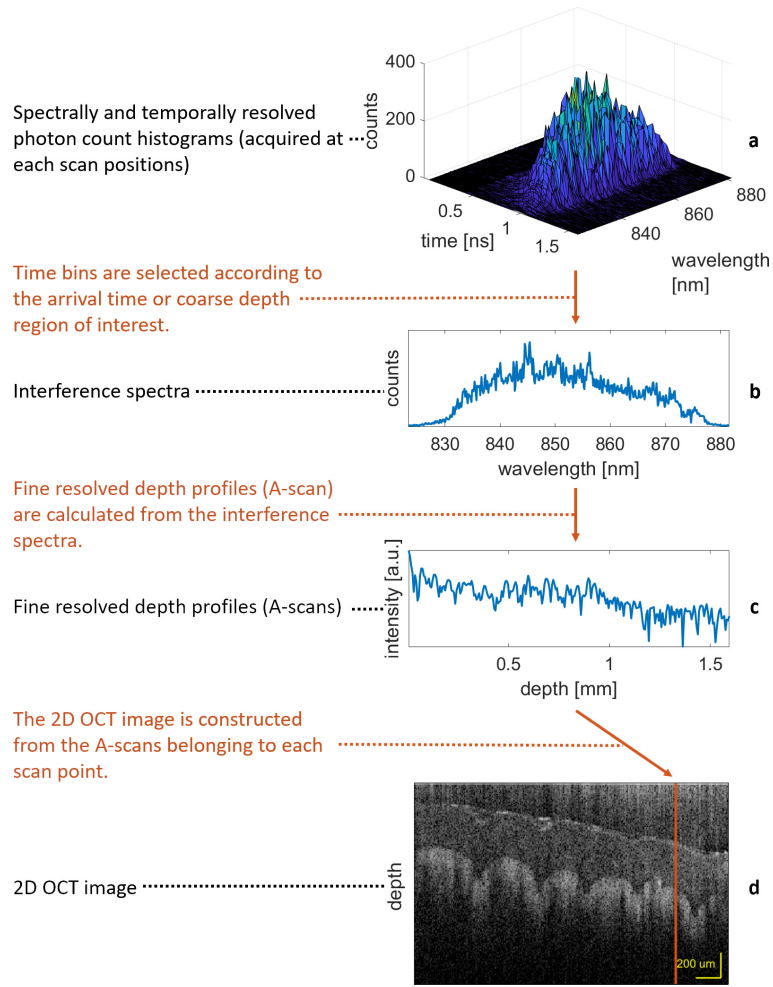 400
200
0
counts
0.5
1
1.5
time [ns]
840
860
880
wavelength
[nm]
a
Spectrally and temporally resolved
photon count histograms (acquired at
each scan positions)
Time bins are selected according to
the arrival time or coarse depth
region of interest.
Interference spectra
counts
830
840
850
860
870
880
wavelength [nm]
b
Fine resolved depth profiles (A-scan)
are calculated from the interference
spectra.
Fine resolved depth profiles (A-scans)
intensity [a.u.]
0.5
1
1.5
depth [mm]
c
The 2D OCT image is constructed
from the A-scans belonging to each
scan point.
2D OCT image
depth
200 um
d